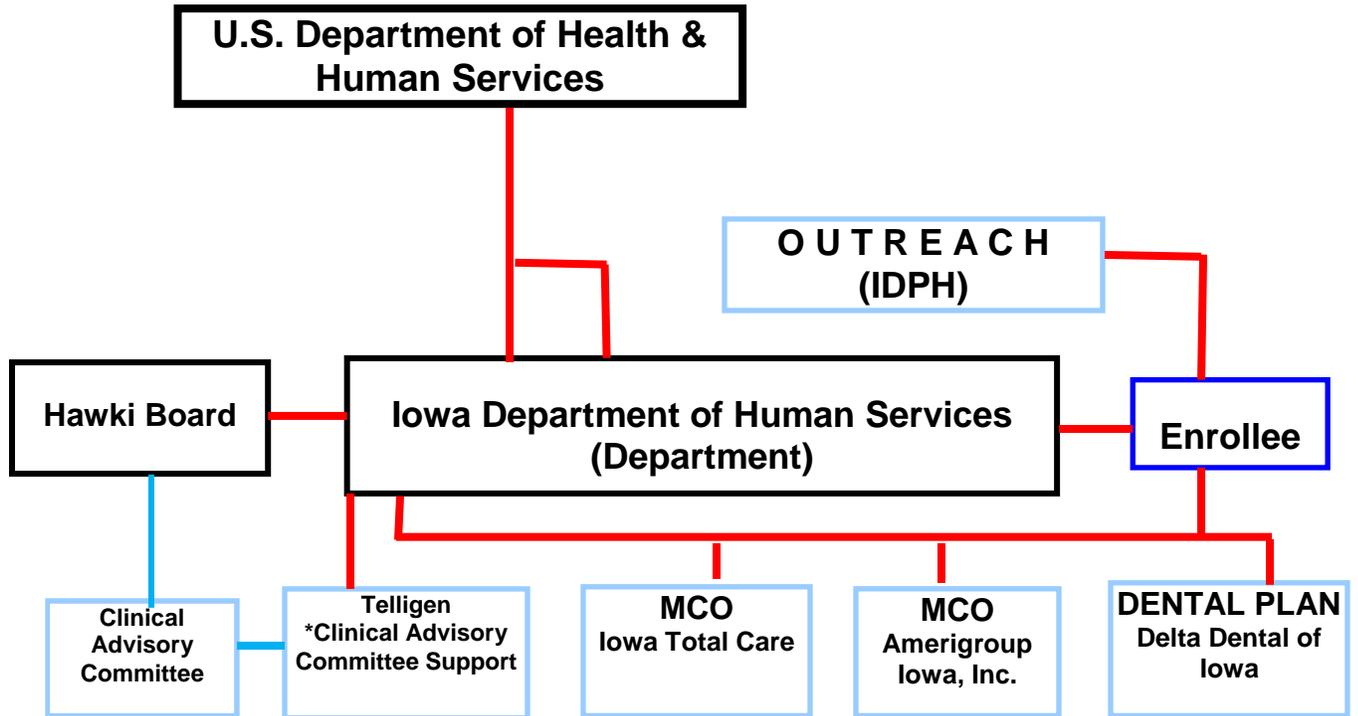 U.S. Department of Health &
Human Services
O U T R E A C H
(IDPH)
Hawki Board
Iowa Department of Human Services
(Department)
Enrollee
Clinical
Advisory
Committee
Telligen
*Clinical Advisory
Committee Support
MCO
Iowa Total Care
MCO
Amerigroup
Iowa, Inc.
DENTAL PLAN
Delta Dental of
Iowa